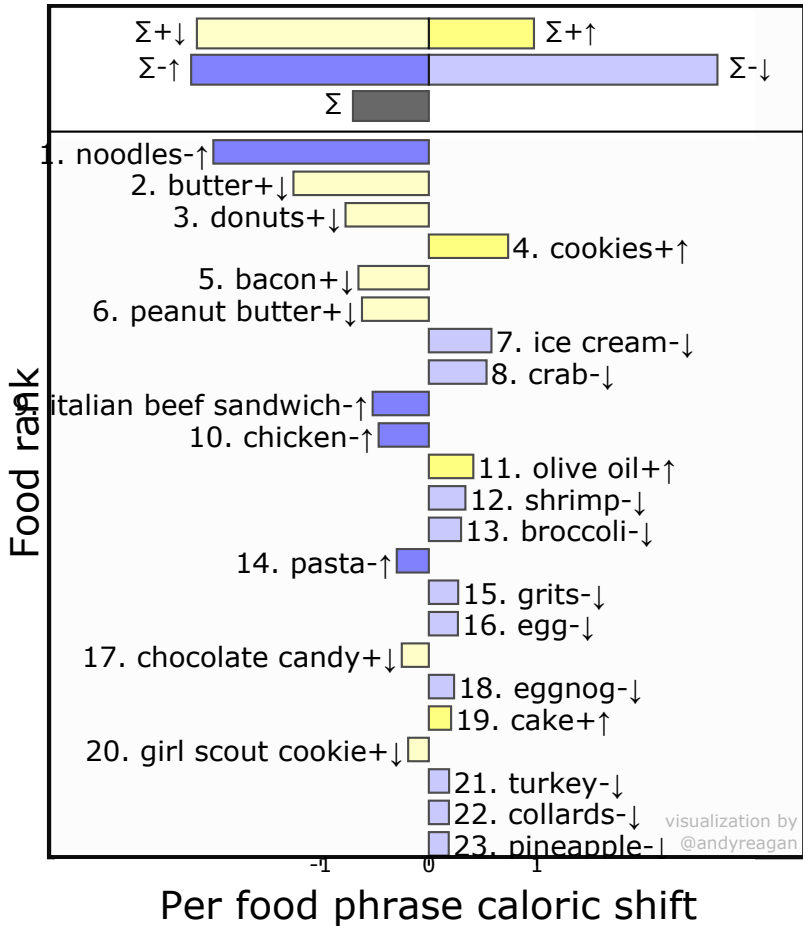 Σ+↓ Σ+↑
Σ-↑ Σ-↓
Σ
1. noodles-↑
2. butter+↓
3. donuts+↓
4. cookies+↑
5. bacon+↓
6. peanut butter+↓
7. ice cream-↓
8. crab-↓
9. italian beef sandwich-↑
10. chicken-↑
11. olive oil+↑
12. shrimp-↓
13. broccoli-↓
14. pasta-↑
15. grits-↓
16. egg-↓
17. chocolate candy+↓
18. eggnog-↓
19. cake+↑
20. girl scout cookie+↓
21. turkey-↓
22. collards-↓
23. pineapple-↓
visualization by
@andyreagan
-1 0 1
Per food phrase caloric shift
Food rank